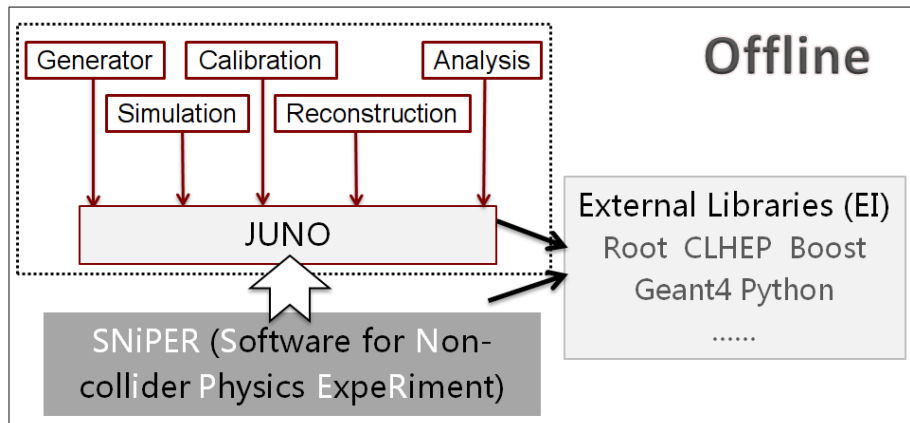 Offline
Generator Calibration Analysis
Simulation Reconstruction
JUNO
External Libraries (EI)
Root CLHEP Boost
Geant4 Python
......
SNiPER (Software for Non-
collider Physics ExpeRiment)